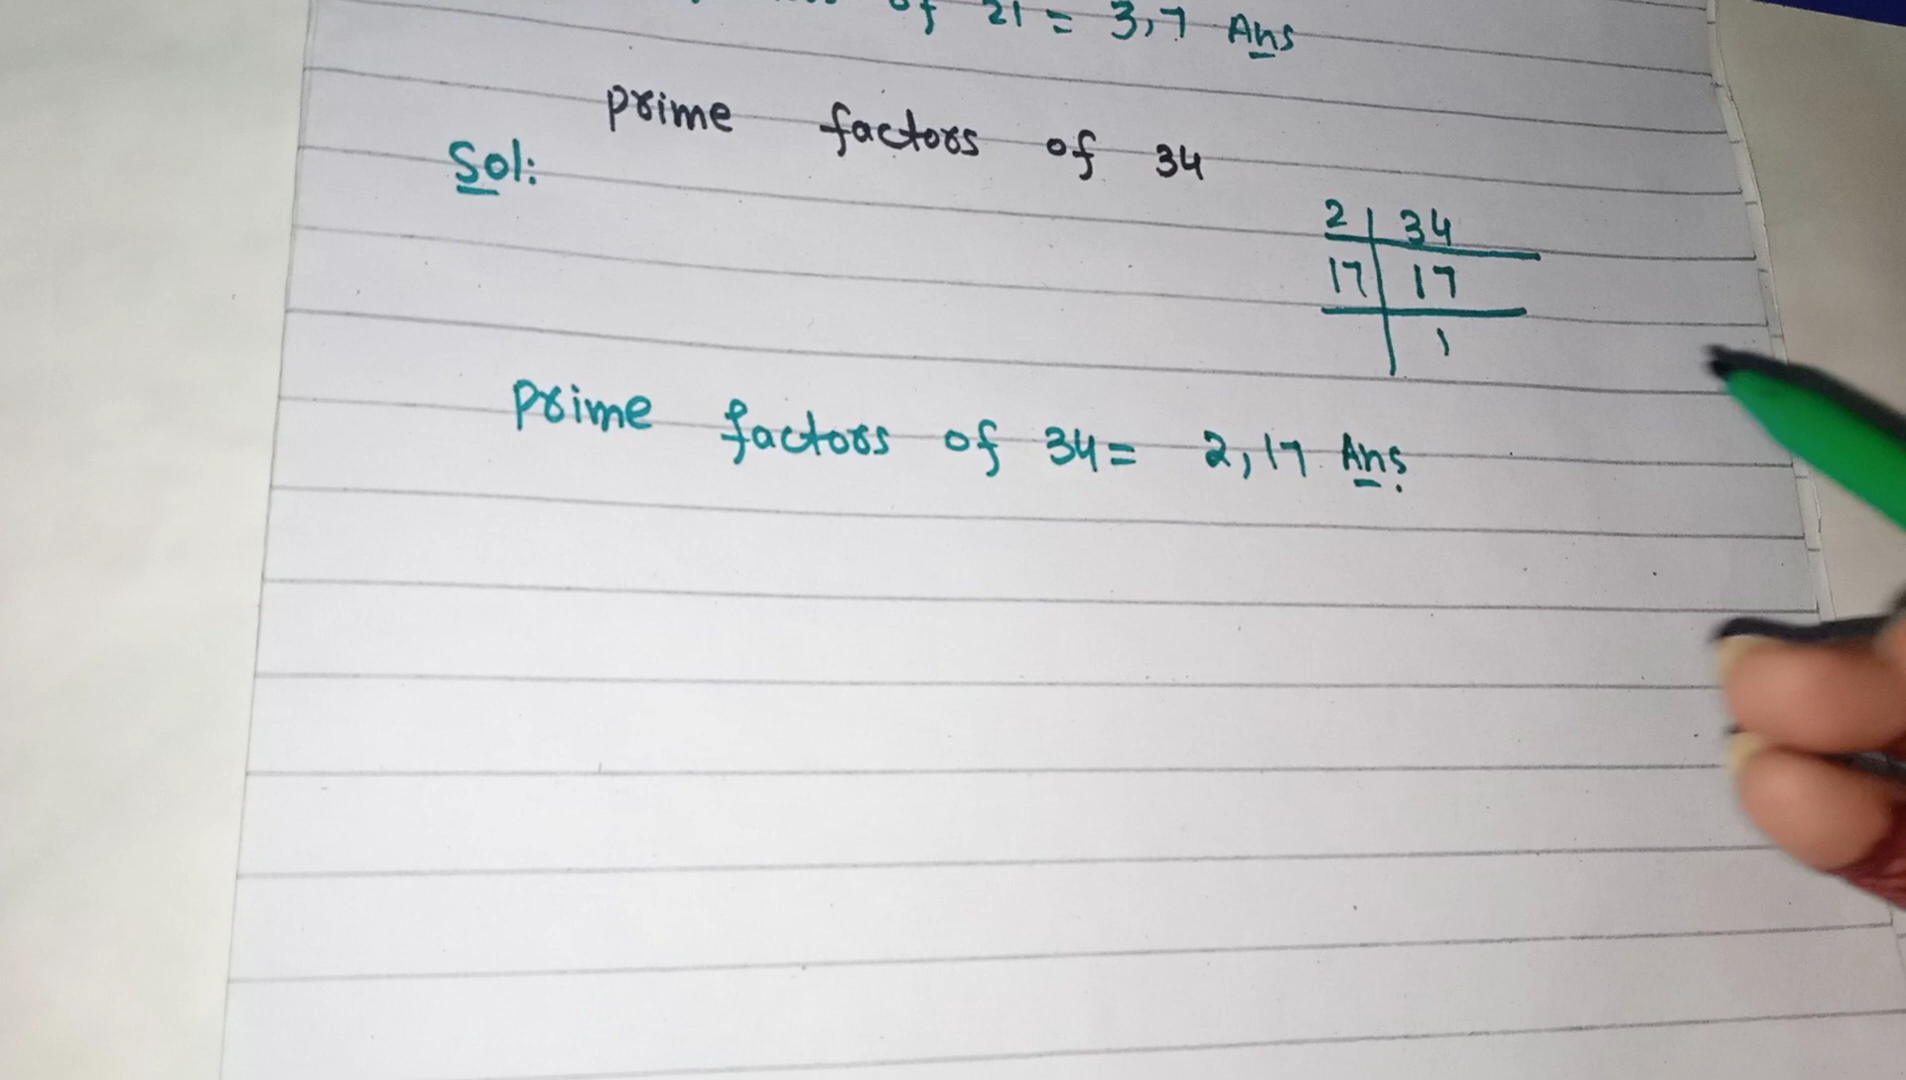 of 21 = 3,7 Ans
prime factors of 34
Sol:
2 | 34
17 | 17
1
prime factors of 34 = 2, 17 Ans.